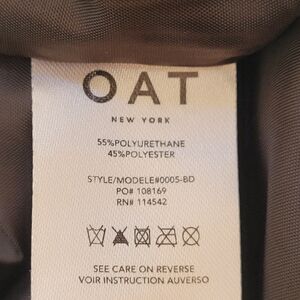 OAT
NEW YORK
55%POLYURETHANE
45%POLYESTER
STYLE/MODELE#0005-BD
PO# 108169
RN# 114542
SEE CARE ON REVERSE
VOIR INSTRUCTION AUVERSO